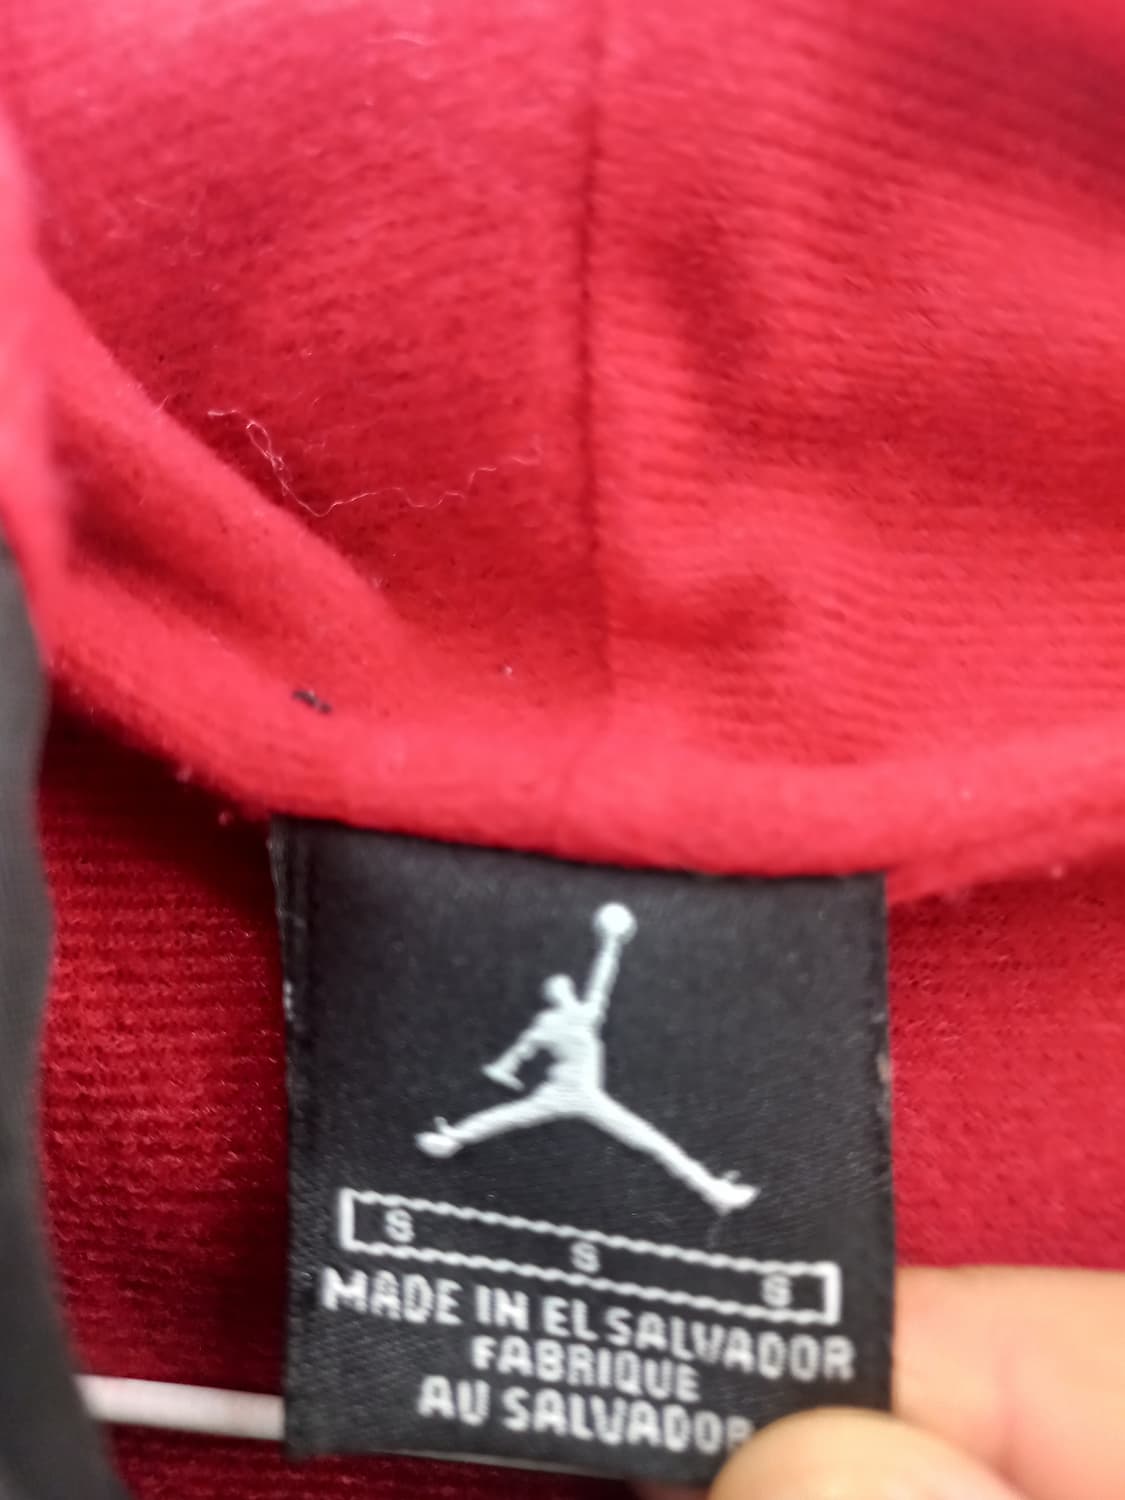 S S S
MADE IN EL SALVADOR
FABRIQUE
AU SALVADOR